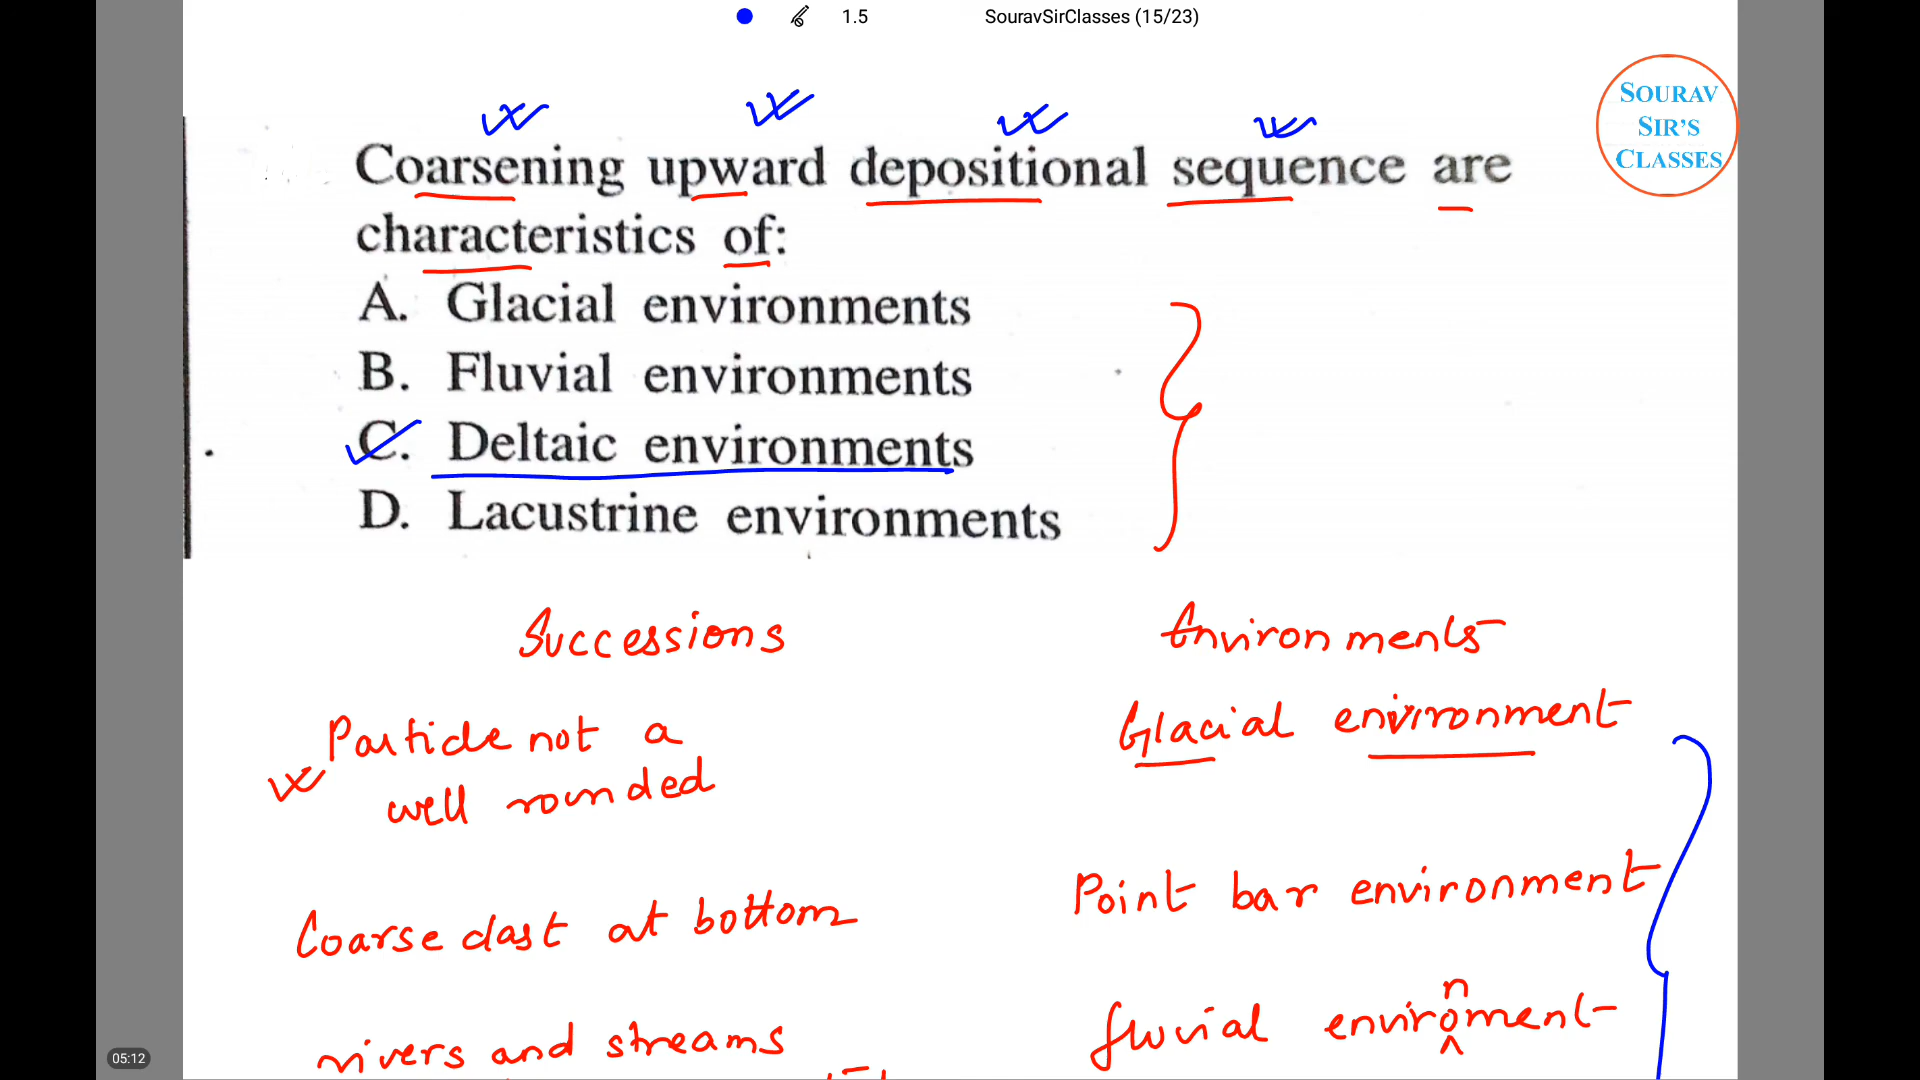 1.5 SouravSirClasses (15/23)
SOURAV
SIR'S
CLASSES
Coarsening upward depositional sequence are
characteristics of:
A. Glacial environments
B. Fluvial environments
C. Deltaic environments
D. Lacustrine environments
Successions Environments
Particle not a
well rounded
Glacial environment
Coarse clast at bottom
Point bar environment
rivers and streams
fluvial environment
05:12